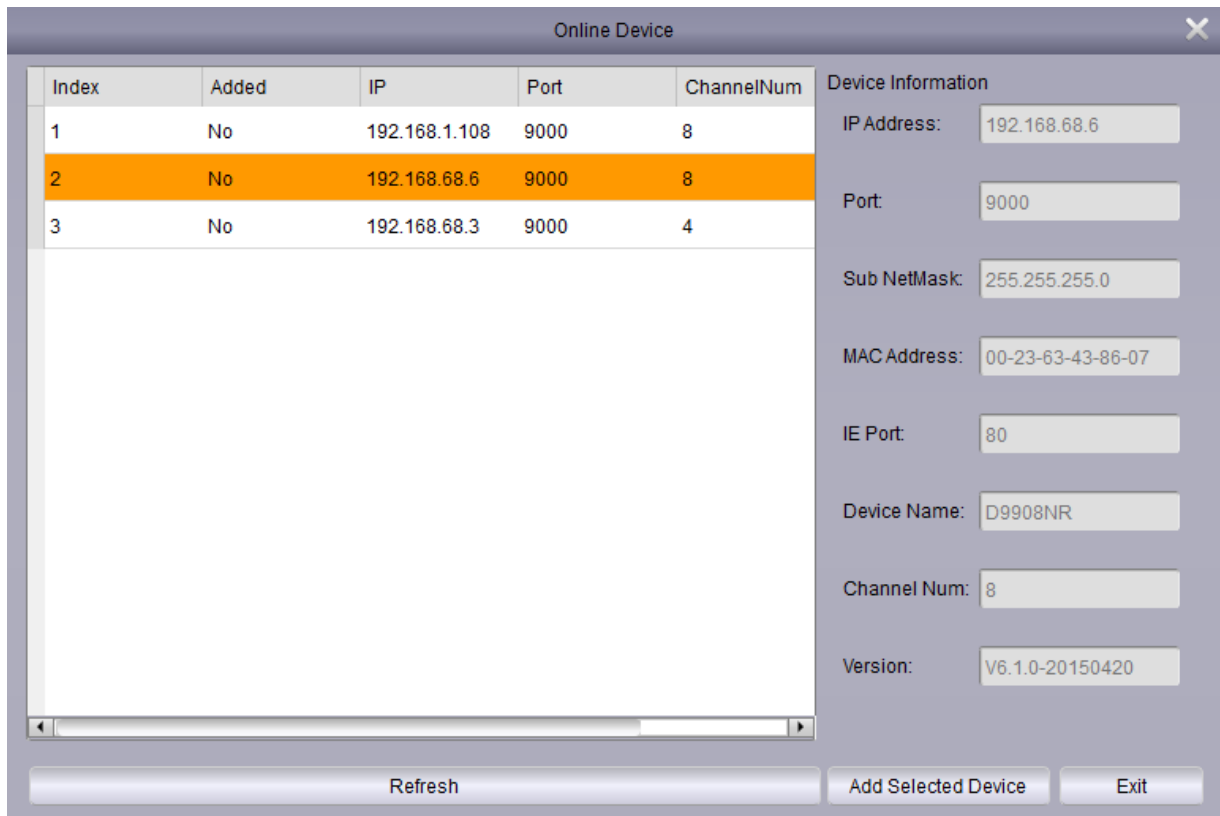 Online Device
Index Added IP Port ChannelNum
1 No 192.168.1.108 9000 8
2 No 192.168.68.6 9000 8
3 No 192.168.68.3 9000 4
Device Information
IP Address: 192.168.68.6
Port: 9000
Sub NetMask: 255.255.255.0
MAC Address: 00-23-63-43-86-07
IE Port: 80
Device Name: D9908NR
Channel Num: 8
Version: V6.1.0-20150420
Refresh Add Selected Device Exit